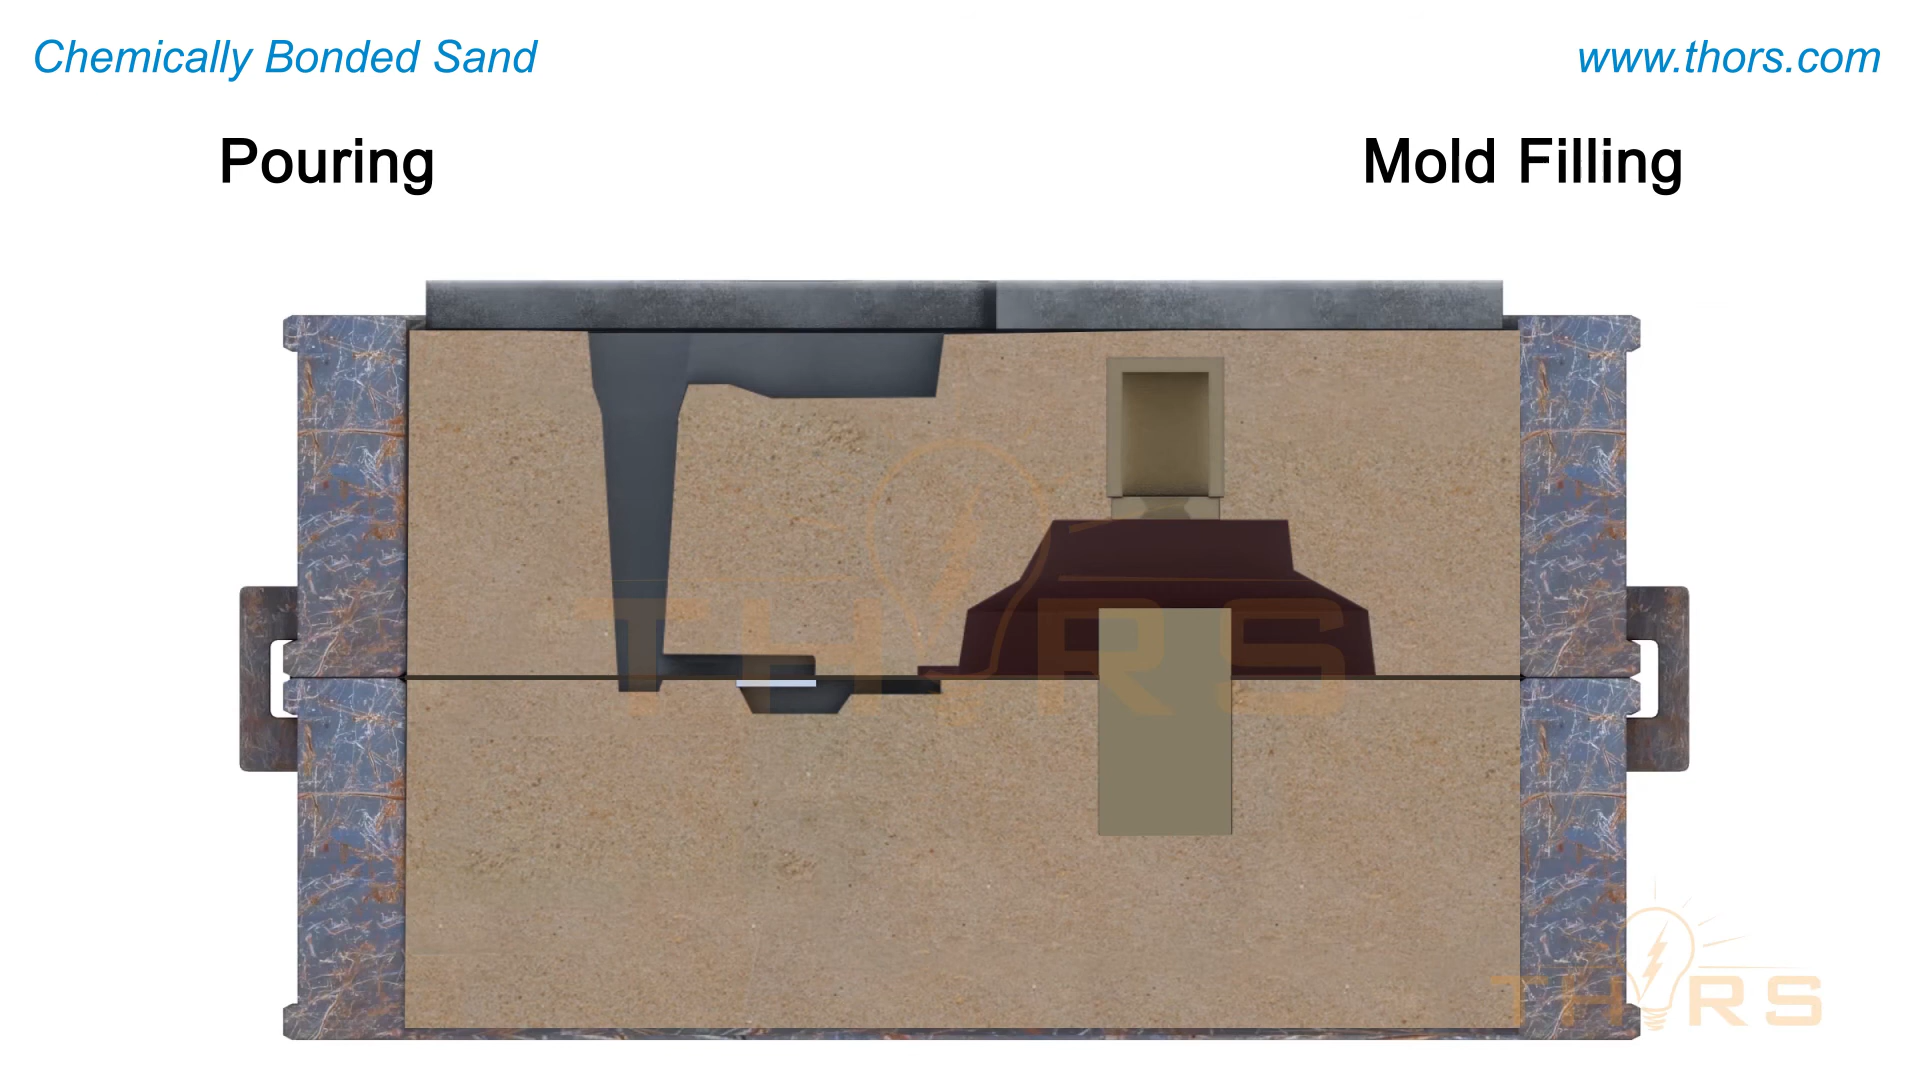 Chemically Bonded Sand
www.thors.com
Pouring
Mold Filling
THORS
THORS